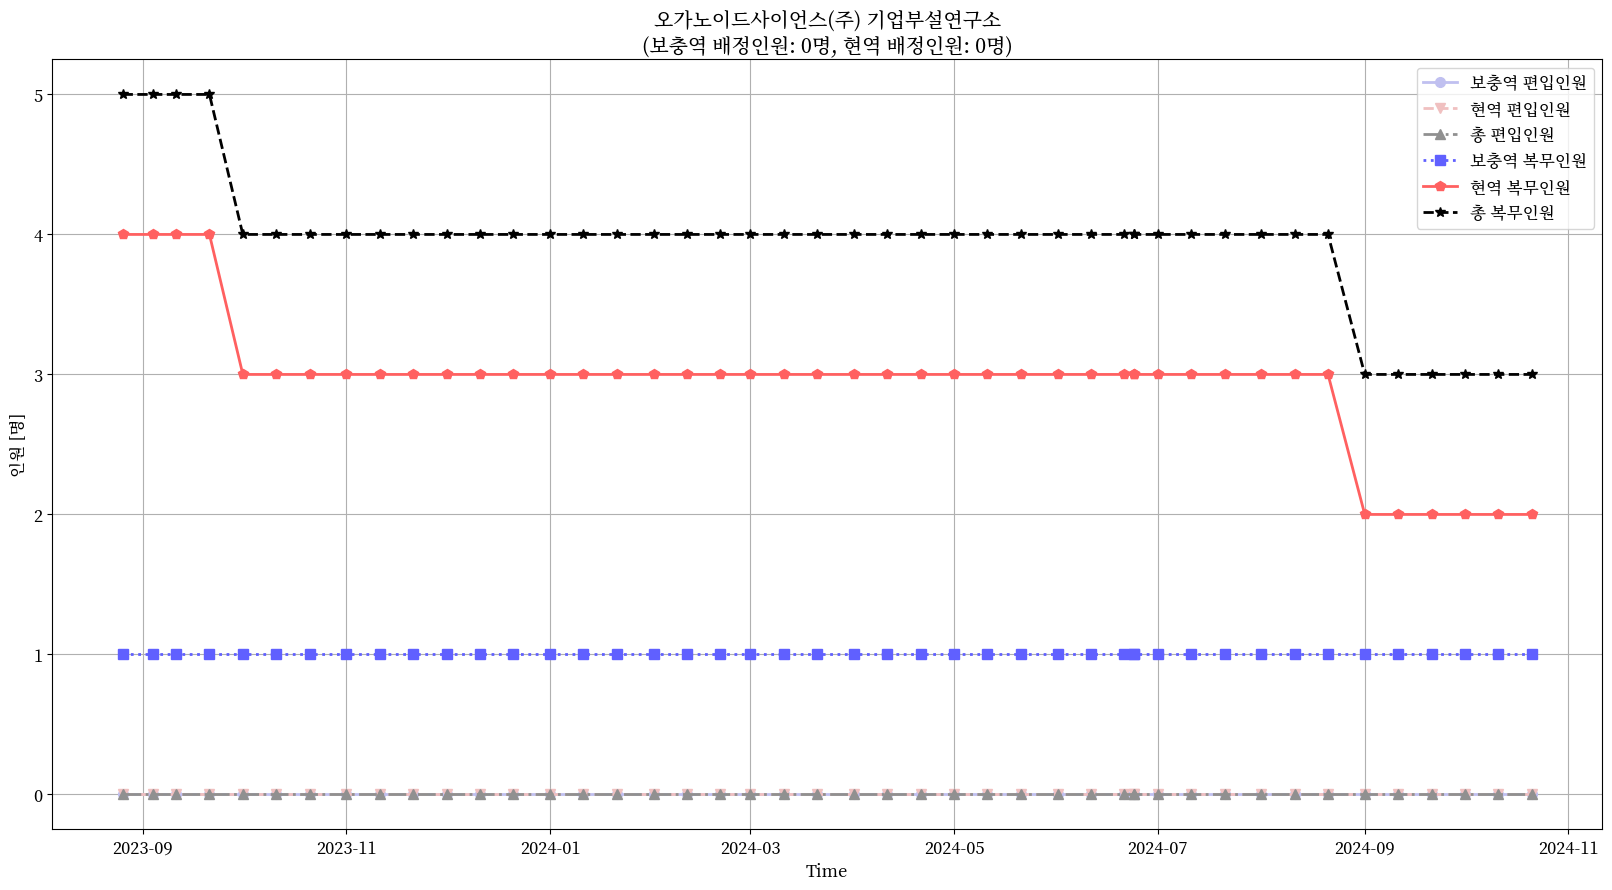 오가노이드사이언스(주) 기업부설연구소
(보충역 배정인원: 0명, 현역 배정인원: 0명)
보충역 편입인원
현역 편입인원
총 편입인원
보충역 복무인원
현역 복무인원
총 복무인원
인원 [명]
5
4
3
2
1
0
2023-09
2023-11
2024-01
2024-03
2024-05
2024-07
2024-09
2024-11
Time